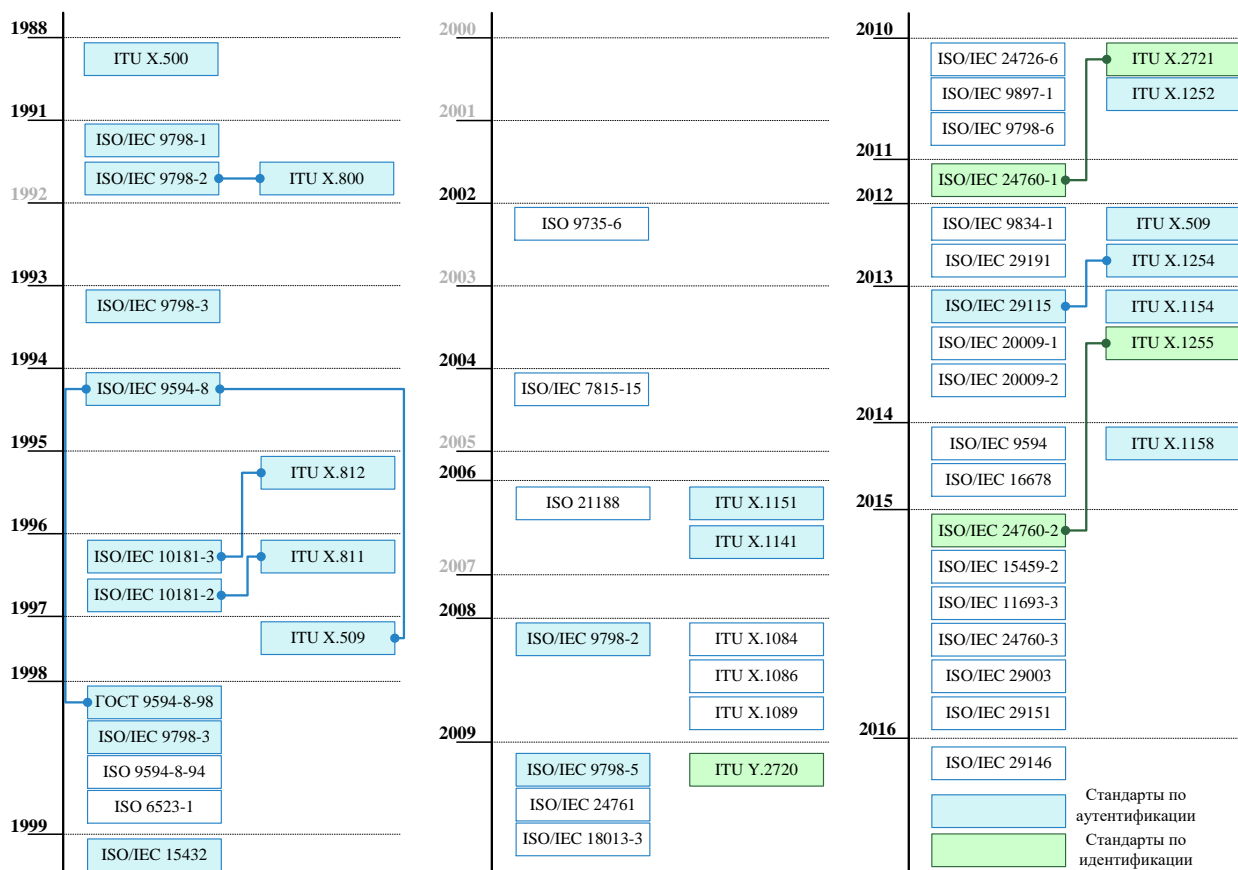 1988
ITU X.500
1991
ISO/IEC 9798-1
ISO/IEC 9798-2
ITU X.800
1992
1993
ISO/IEC 9798-3
1994
ISO/IEC 9594-8
1995
ITU X.812
1996
ISO/IEC 10181-3
ITU X.811
ISO/IEC 10181-2
1997
ITU X.509
1998
ГОСТ 9594-8-98
ISO/IEC 9798-3
ISO 9594-8-94
ISO 6523-1
1999
ISO/IEC 15432
2000
2001
2002
ISO 9735-6
2003
2004
ISO/IEC 7815-15
2005
2006
ISO 21188
ITU X.1151
ITU X.1141
2007
2008
ISO/IEC 9798-2
ITU X.1084
ITU X.1086
ITU X.1089
2009
ISO/IEC 9798-5
ITU Y.2720
ISO/IEC 24761
ISO/IEC 18013-3
2010
ISO/IEC 24726-6
ITU X.2721
ISO/IEC 9897-1
ITU X.1252
ISO/IEC 9798-6
2011
ISO/IEC 24760-1
2012
ISO/IEC 9834-1
ITU X.509
ISO/IEC 29191
ITU X.1254
2013
ISO/IEC 29115
ITU X.1154
ISO/IEC 20009-1
ITU X.1255
ISO/IEC 20009-2
2014
ISO/IEC 9594
ITU X.1158
ISO/IEC 16678
2015
ISO/IEC 24760-2
ISO/IEC 15459-2
ISO/IEC 11693-3
ISO/IEC 24760-3
ISO/IEC 29003
ISO/IEC 29151
2016
ISO/IEC 29146
Стандарты по
аутентификации
Стандарты по
идентификации